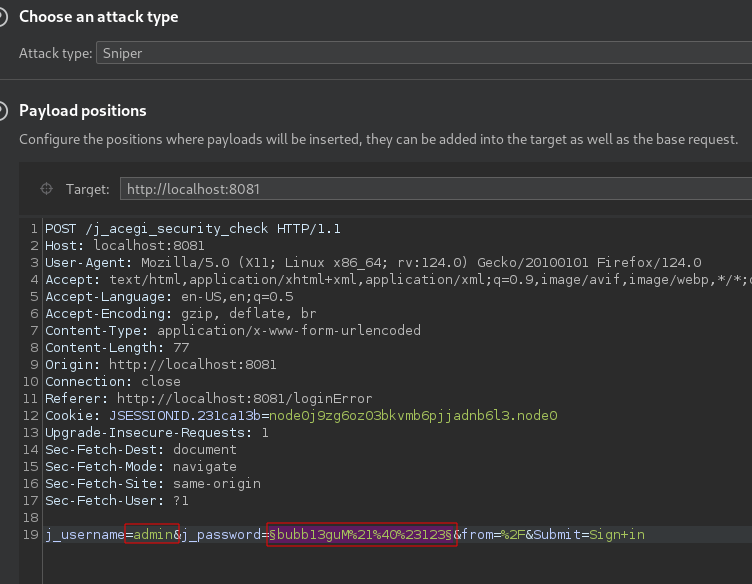 Choose an attack type
Attack type: Sniper
Payload positions
Configure the positions where payloads will be inserted, they can be added into the target as well as the base request.
Target: http://localhost:8081
1 POST /j_acegi_security_check HTTP/1.1
2 Host: localhost:8081
3 User-Agent: Mozilla/5.0 (X11; Linux x86_64; rv:124.0) Gecko/20100101 Firefox/124.0
4 Accept: text/html,application/xhtml+xml,application/xml;q=0.9,image/avif,image/webp,*/*;
5 Accept-Language: en-US,en;q=0.5
6 Accept-Encoding: gzip, deflate, br
7 Content-Type: application/x-www-form-urlencoded
8 Content-Length: 77
9 Origin: http://localhost:8081
10 Connection: close
11 Referer: http://localhost:8081/loginError
12 Cookie: JSESSIONID.231ca13b=node0j9zg6oz03bkvmb6pjjadnb6l3.node0
13 Upgrade-Insecure-Requests: 1
14 Sec-Fetch-Dest: document
15 Sec-Fetch-Mode: navigate
16 Sec-Fetch-Site: same-origin
17 Sec-Fetch-User: ?1
18
19 j_username=admin&j_password=§bubb13guM%21%40%23123§&from=%2F&Submit=Sign+in